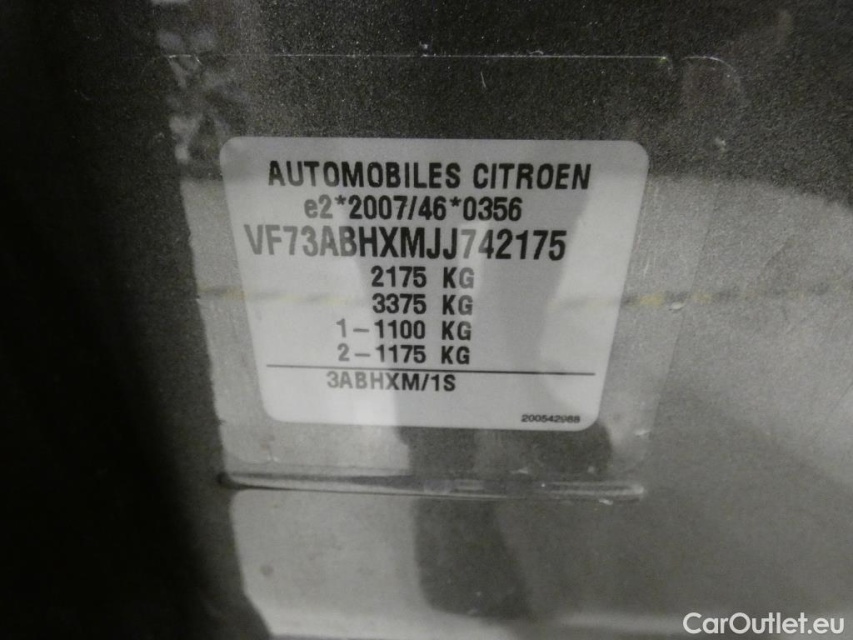 AUTOMOBILES CITROEN
e2*2007/46*0356
VF73ABHXMJJ742175
2175 KG
3375 KG
1-1100 KG
2-1175 KG
3ABHXM/1S
200542988
CarOutlet.eu